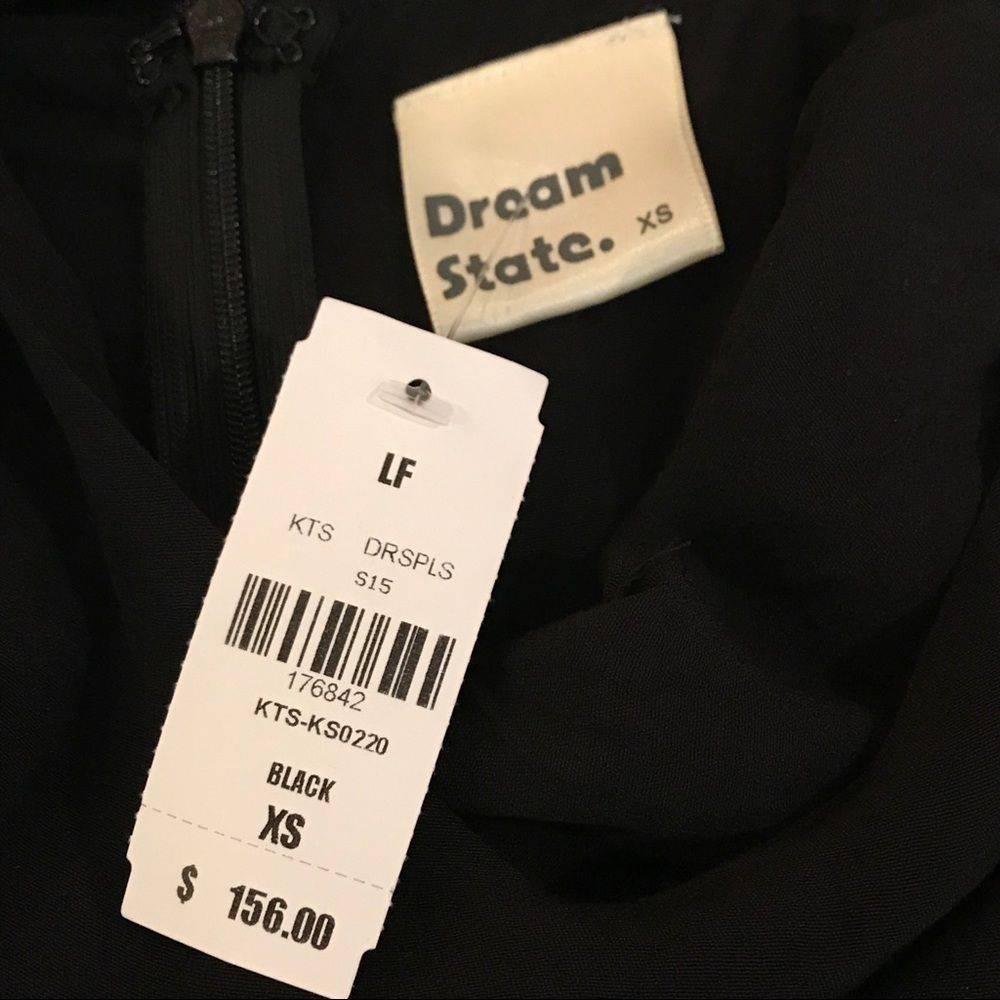 Dream
State. XS
LF
KTS DRSPLS
S15
176842
KTS-KS0220
BLACK
XS
$ 156.00